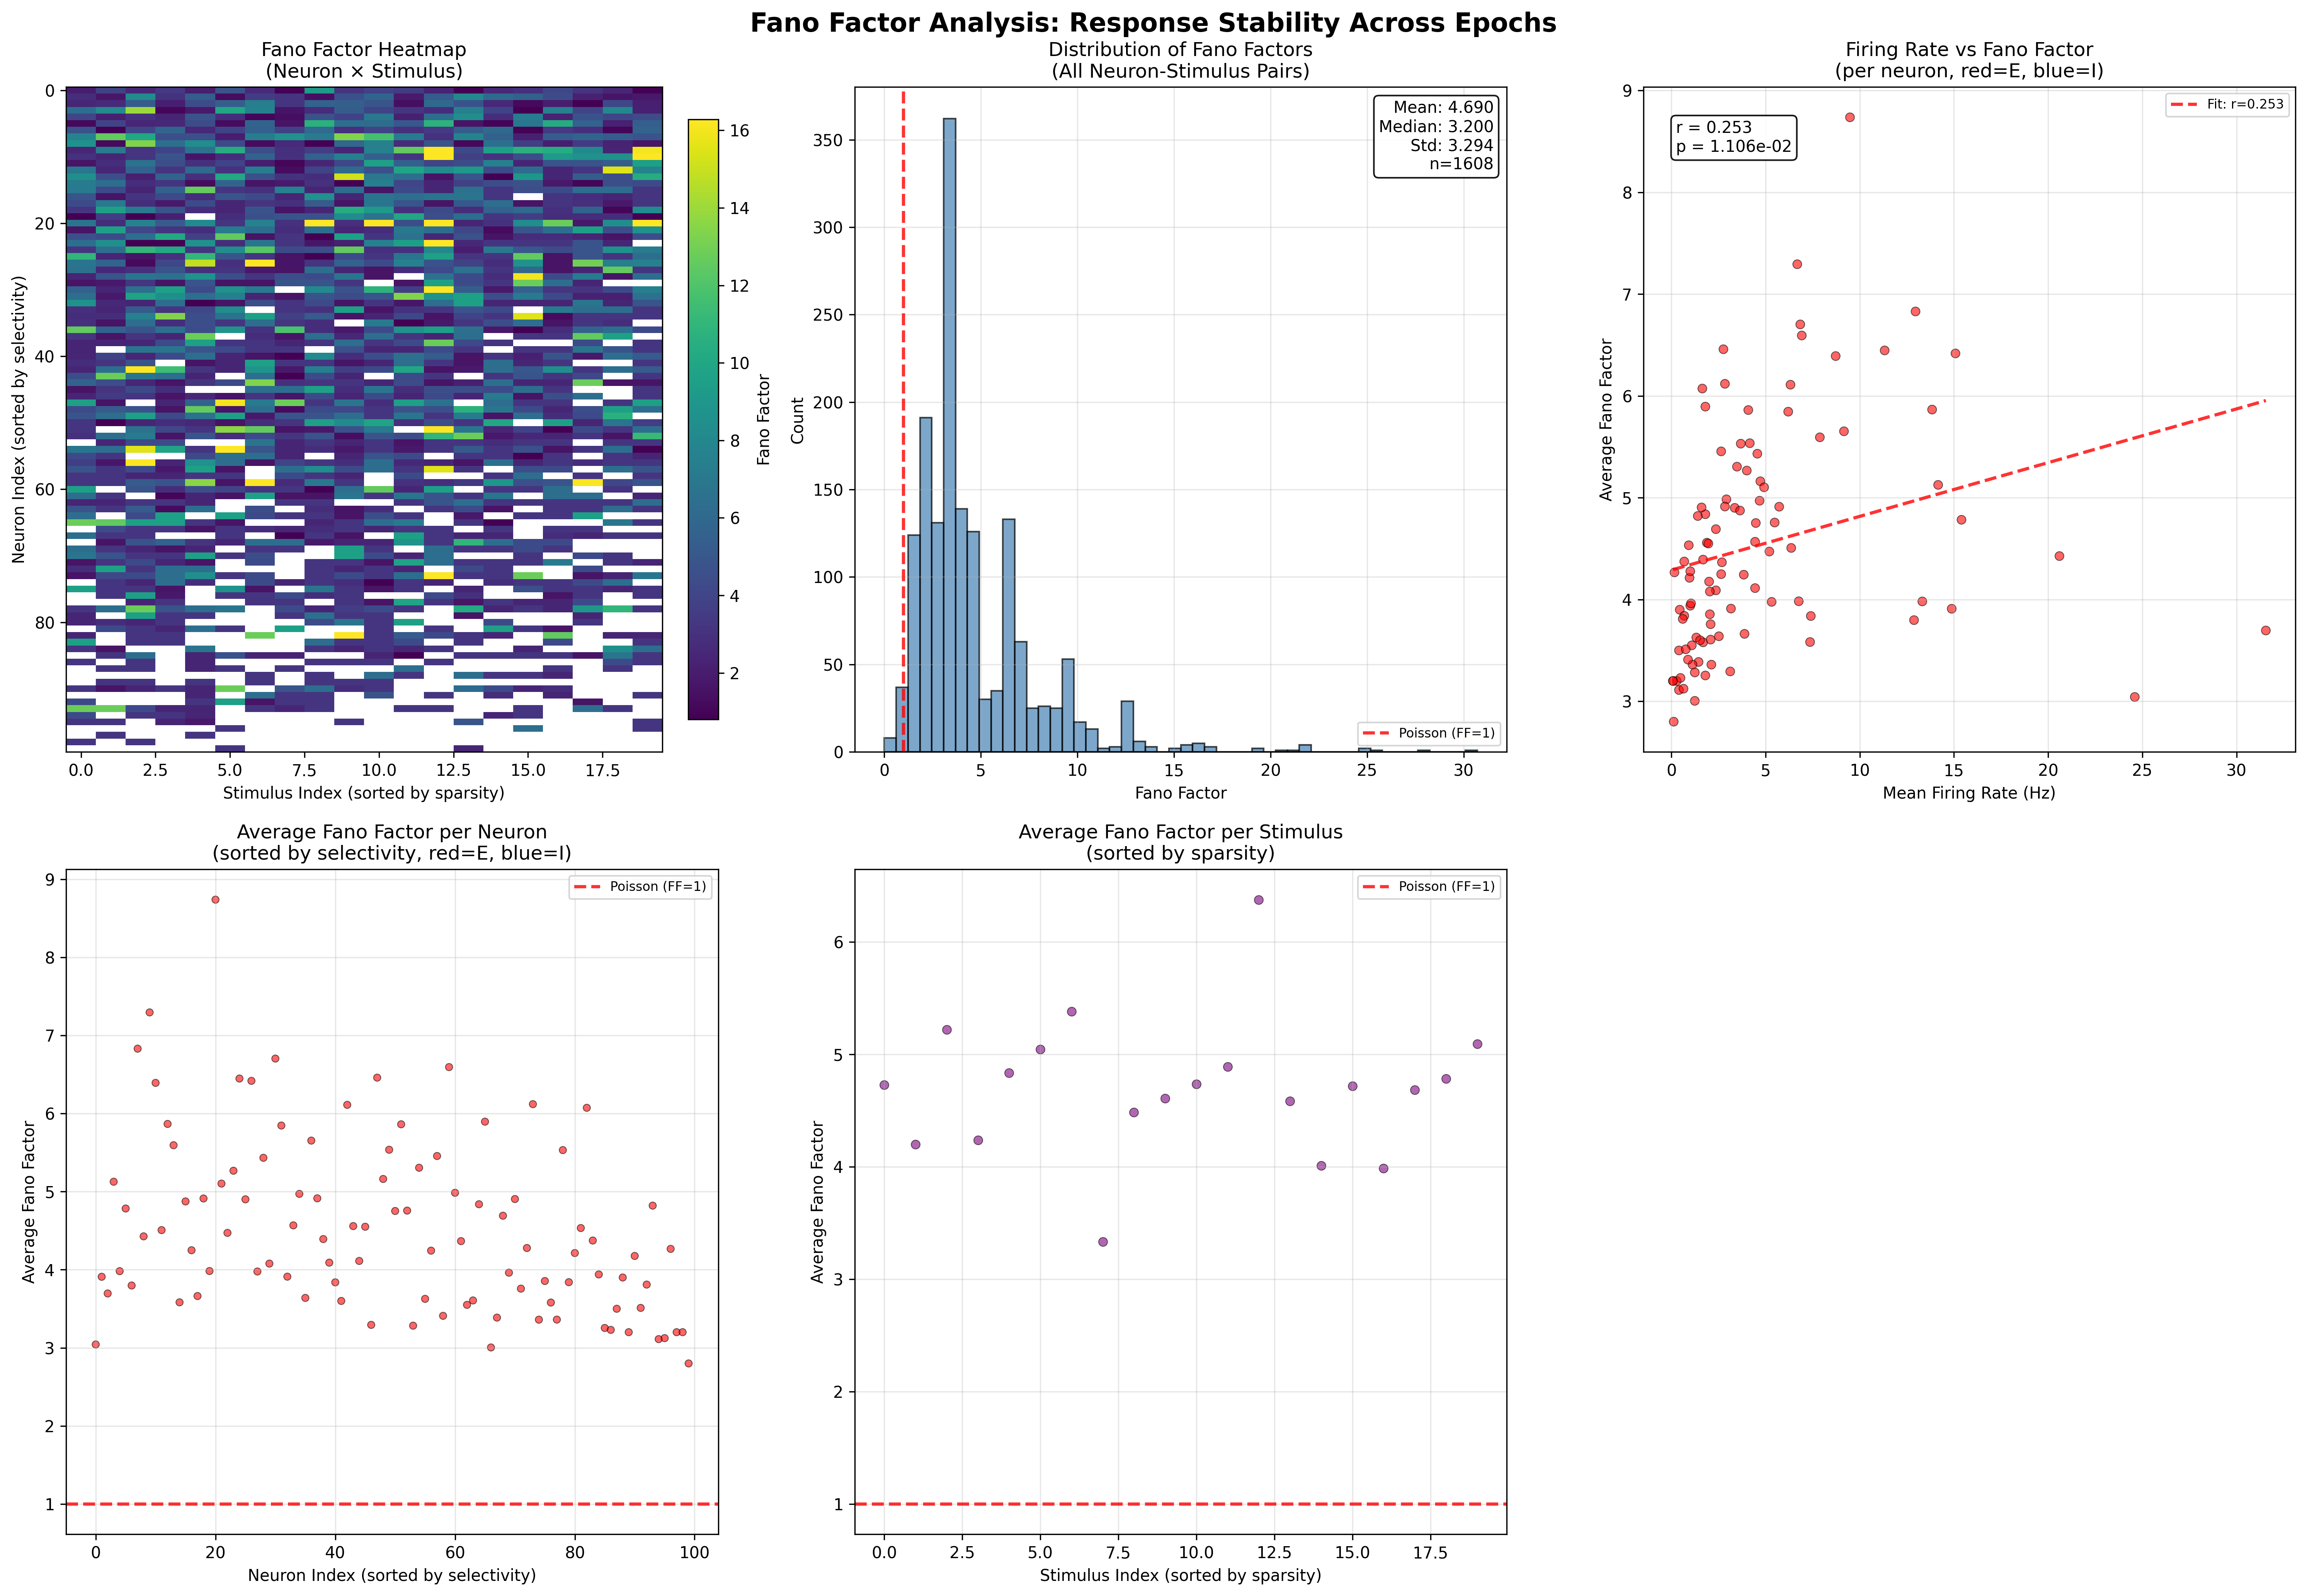 Fano Factor Analysis: Response Stability Across Epochs
Fano Factor Heatmap
(Neuron × Stimulus)
0
20
40
60
80
0.0
2.5
5.0
7.5
10.0
12.5
15.0
17.5
Neuron Index (sorted by selectivity)
Stimulus Index (sorted by sparsity)
16
14
12
10
8
6
4
2
Fano Factor
Distribution of Fano Factors
(All Neuron-Stimulus Pairs)
Mean: 4.690
Median: 3.200
Std: 3.294
n=1608
350
300
250
200
150
100
50
0
Count
Poisson (FF=1)
0
5
10
15
20
25
30
Fano Factor
Firing Rate vs Fano Factor
(per neuron, red=E, blue=I)
Fit: r=0.253
r = 0.253
p = 1.106e-02
9
8
7
6
5
4
3
Average Fano Factor
0
5
10
15
20
25
30
Mean Firing Rate (Hz)
Average Fano Factor per Neuron
(sorted by selectivity, red=E, blue=I)
Poisson (FF=1)
9
8
7
6
5
4
3
2
1
Average Fano Factor
0
20
40
60
80
100
Neuron Index (sorted by selectivity)
Average Fano Factor per Stimulus
(sorted by sparsity)
Poisson (FF=1)
6
5
4
3
2
1
Average Fano Factor
0.0
2.5
5.0
7.5
10.0
12.5
15.0
17.5
Stimulus Index (sorted by sparsity)